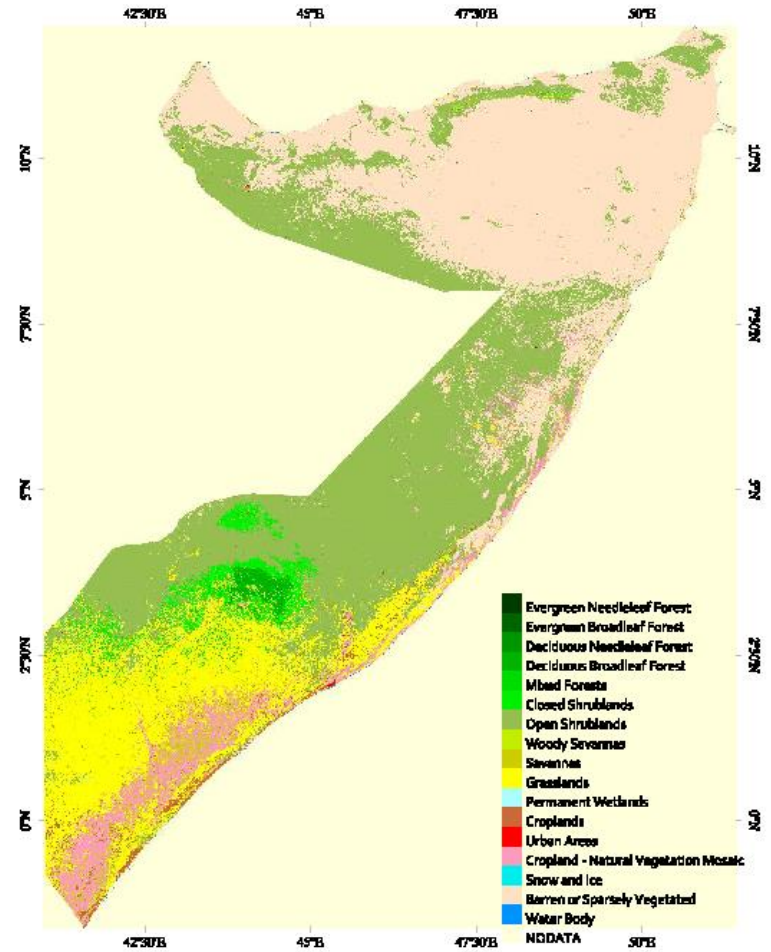 42°30'E 45°E 47°30'E 50°E
10°N 10°N
7°30'N 7°30'N
5°N 5°N
2°30'N 2°30'N
0°N 0°N
Evergreen Needleleaf Forest
Evergreen Broadleaf Forest
Deciduous Needleleaf Forest
Deciduous Broadleaf Forest
Mixed Forests
Closed Shrublands
Open Shrublands
Woody Savannas
Savannas
Grasslands
Permanent Wetlands
Croplands
Urban Areas
Cropland - Natural Vegetation Mosaic
Snow and Ice
Barren or Sparsely Vegetated
Water Body
NODATA
42°30'E 45°E 47°30'E 50°E